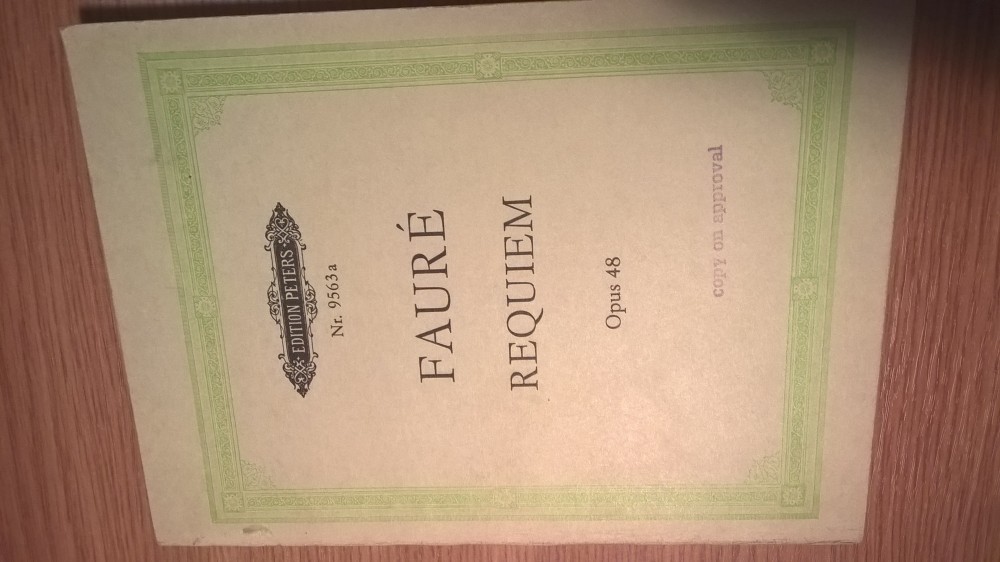 EDITION PETERS
Nr. 9563a
FAURÉ
REQUIEM
Opus 48
copy on approval